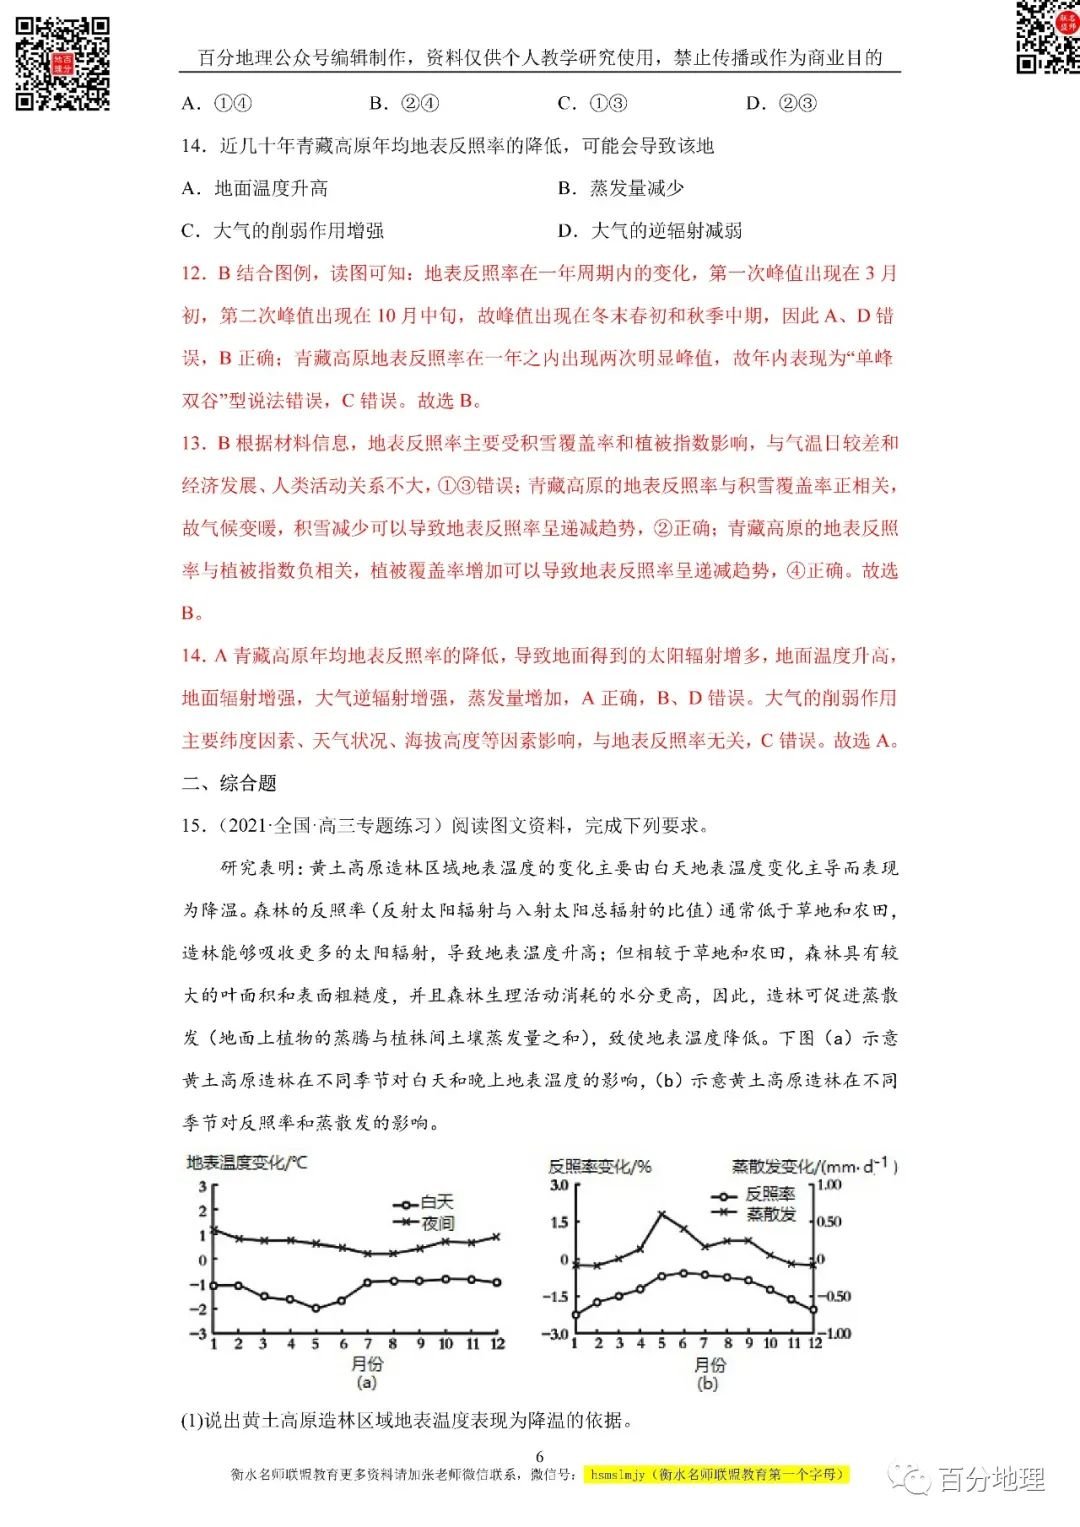 百分地理公众号编辑制作，资料仅供个人教学研究使用，禁止传播或作为商业目的
A．①④ B．②④ C．①③ D．②③
14．近几十年青藏高原年均地表反照率的降低，可能会导致该地
A．地面温度升高 B．蒸发量减少
C．大气的削弱作用增强 D．大气的逆辐射减弱
12．B 结合图例，读图可知：地表反照率在一年周期内的变化，第一次峰值出现在 3 月
初，第二次峰值出现在 10 月中旬，故峰值出现在冬末春初和秋季中期，因此 A、D 错
误，B 正确；青藏高原地表反照率在一年之内出现两次明显峰值，故年内表现为“单峰
双谷”型说法错误，C 错误。故选 B。
13．B 根据材料信息，地表反照率主要受积雪覆盖率和植被指数影响，与气温日较差和
经济发展、人类活动关系不大，①③错误；青藏高原的地表反照率与积雪覆盖率正相关，
故气候变暖，积雪减少可以导致地表反照率呈递减趋势，②正确；青藏高原的地表反照
率与植被指数负相关，植被覆盖率增加可以导致地表反照率呈递减趋势，④正确。故选
B。
14．A 青藏高原年均地表反照率的降低，导致地面得到的太阳辐射增多，地面温度升高，
地面辐射增强，大气逆辐射增强，蒸发量增加，A 正确，B、D 错误。大气的削弱作用
主要纬度因素、天气状况、海拔高度等因素影响，与地表反照率无关，C 错误。故选 A。
二、综合题
15．（2021·全国·高三专题练习）阅读图文资料，完成下列要求。
研究表明：黄土高原造林区域地表温度的变化主要由白天地表温度变化主导而表现
为降温。森林的反照率（反射太阳辐射与入射太阳总辐射的比值）通常低于草地和农田，
造林能够吸收更多的太阳辐射，导致地表温度升高；但相较于草地和农田，森林具有较
大的叶面积和表面粗糙度，并且森林生理活动消耗的水分更高，因此，造林可促进蒸散
发（地面上植物的蒸腾与植株间土壤蒸发量之和），致使地表温度降低。下图（a）示意
黄土高原造林在不同季节对白天和晚上地表温度的影响，（b）示意黄土高原造林在不同
季节对反照率和蒸散发的影响。
地表温度变化/℃
3
2
1
0
−1
−2
−3
白天
夜间
1 2 3 4 5 6 7 8 9 10 11 12
月份
(a)
反照率变化/% 蒸散发变化/(mm·d⁻¹)
3.0
1.5
0
−1.5
−3.0
反照率
蒸散发
1.00
0.50
0
−0.50
−1.00
1 2 3 4 5 6 7 8 9 10 11 12
月份
(b)
(1)说出黄土高原造林区域地表温度表现为降温的依据。
6
衡水名师联盟教育更多资料请加张老师微信联系，微信号： hsmslmjy（衡水名师联盟教育第一个字母）
百分地理